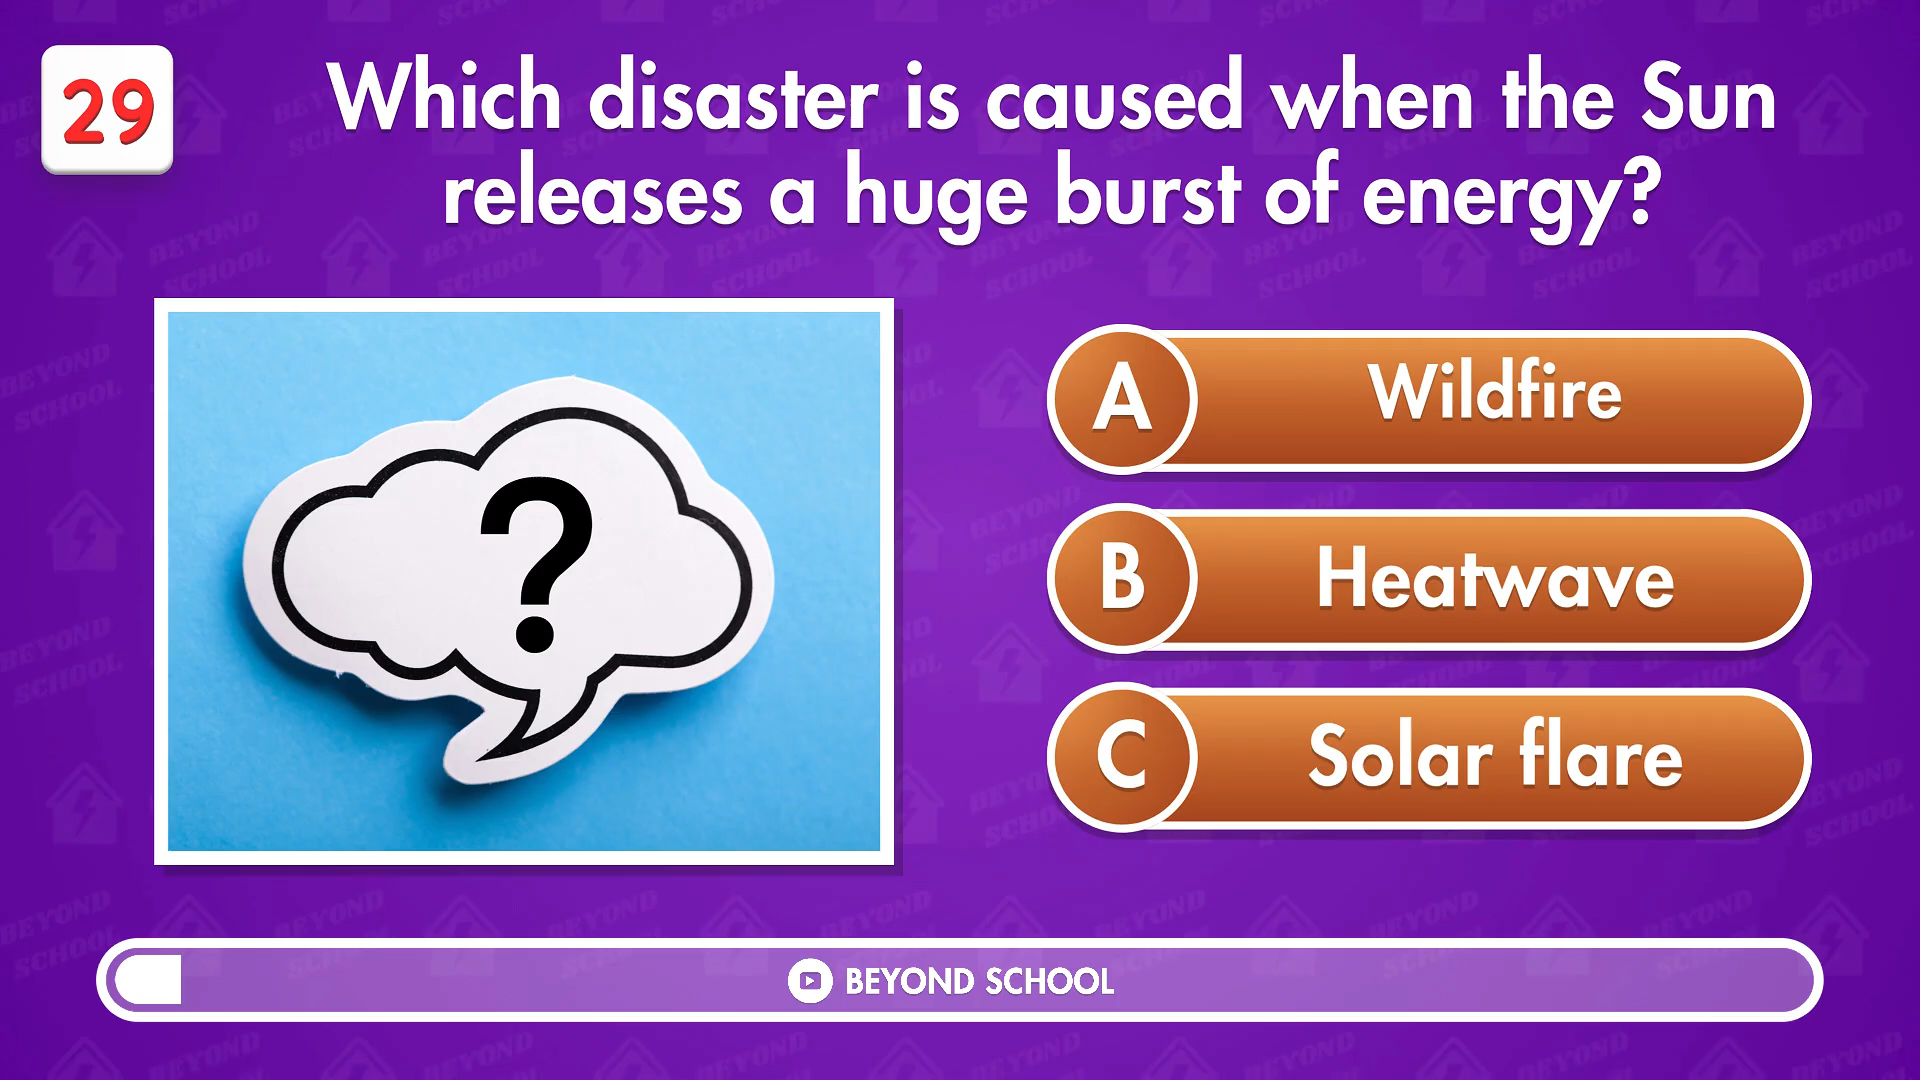 29
Which disaster is caused when the Sun
releases a huge burst of energy?
?
A Wildfire
B Heatwave
C Solar flare
BEYOND SCHOOL